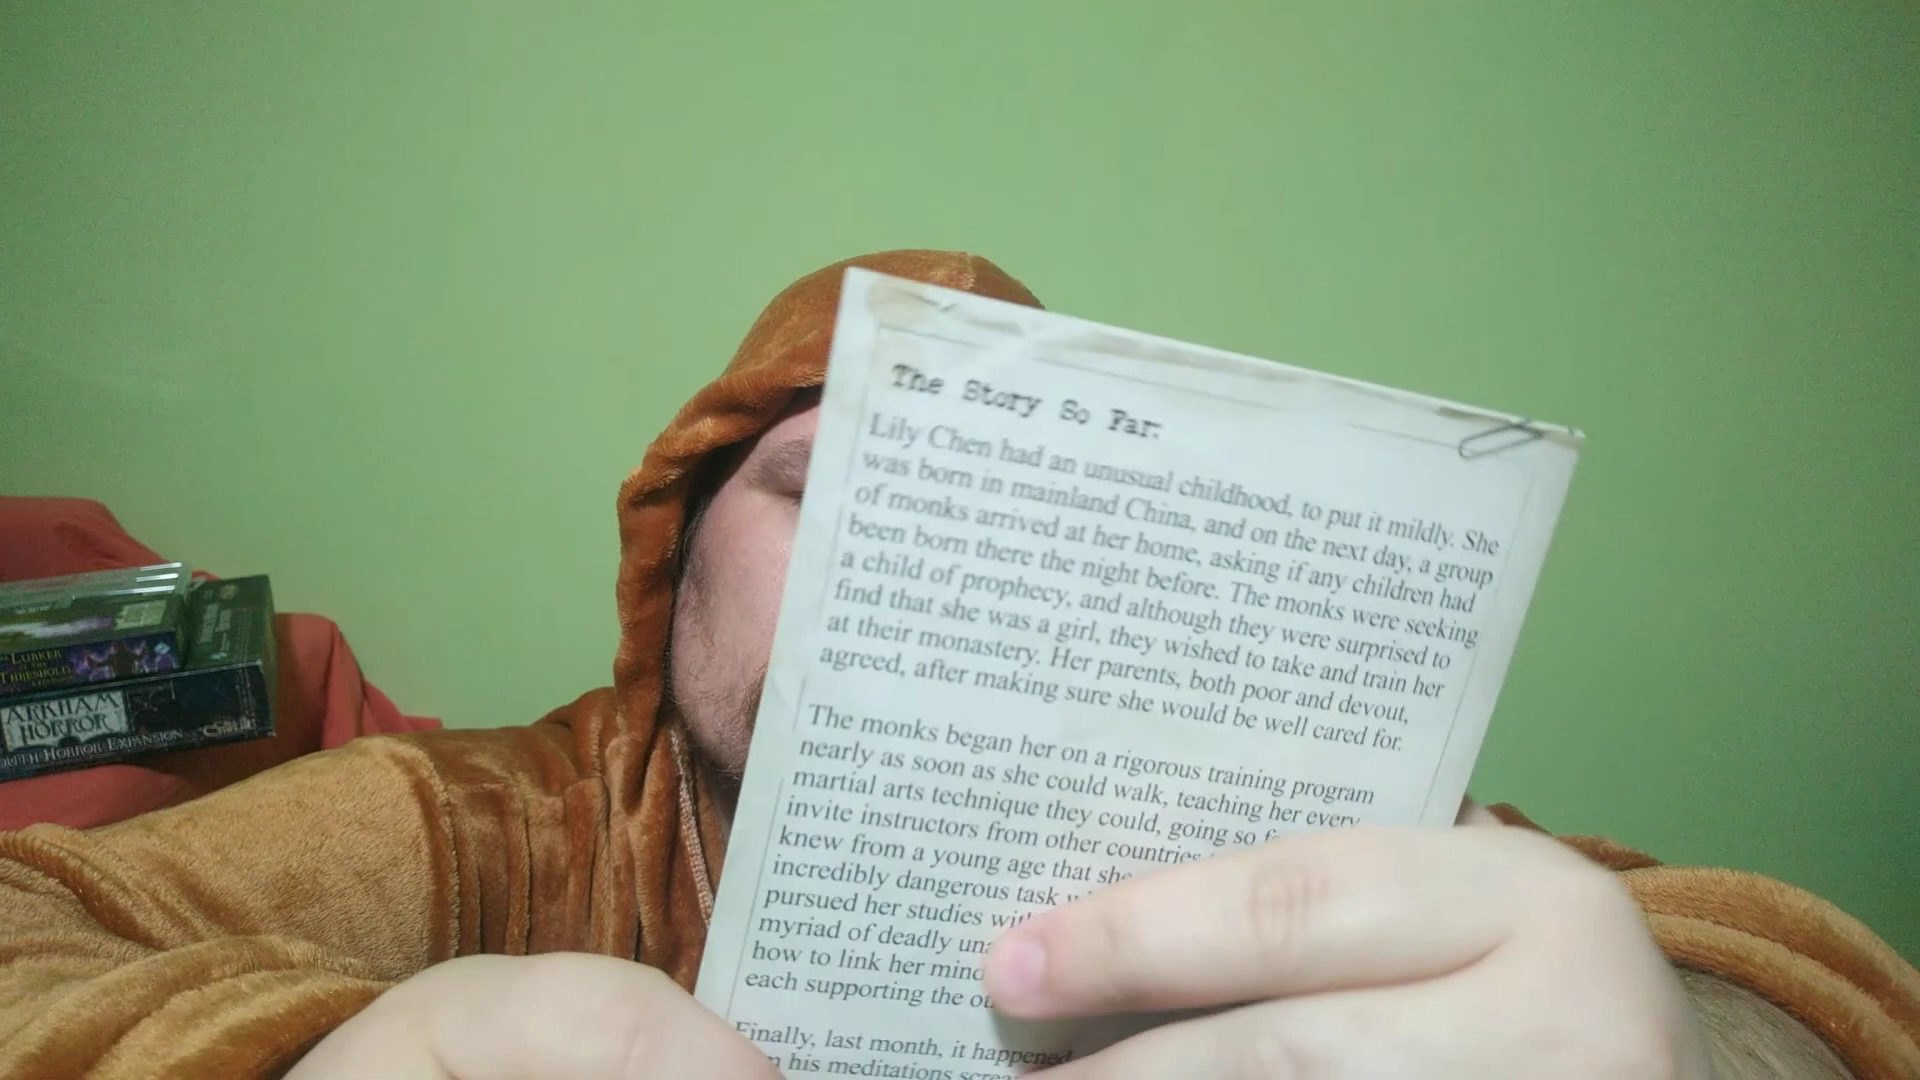 The Story So Far:
Lily Chen had an unusual childhood, to put it mildly. She
was born in mainland China, and on the next day, a group
of monks arrived at her home, asking if any children had
been born there the night before. The monks were seeking
a child of prophecy, and although they were surprised to
find that she was a girl, they wished to take and train her
at their monastery. Her parents, both poor and devout,
agreed, after making sure she would be well cared for.
The monks began her on a rigorous training program
nearly as soon as she could walk, teaching her every
martial arts technique they could, going so
invite instructors from other countries
knew from a young age that she
incredibly dangerous task
pursued her studies
myriad of deadly
how to link her mind
each supporting the
Finally, last month, it happened
his meditations
LURKER
AT THE
THRESHOLD
ARKHAM
HORROR
HORROR EXPANSION